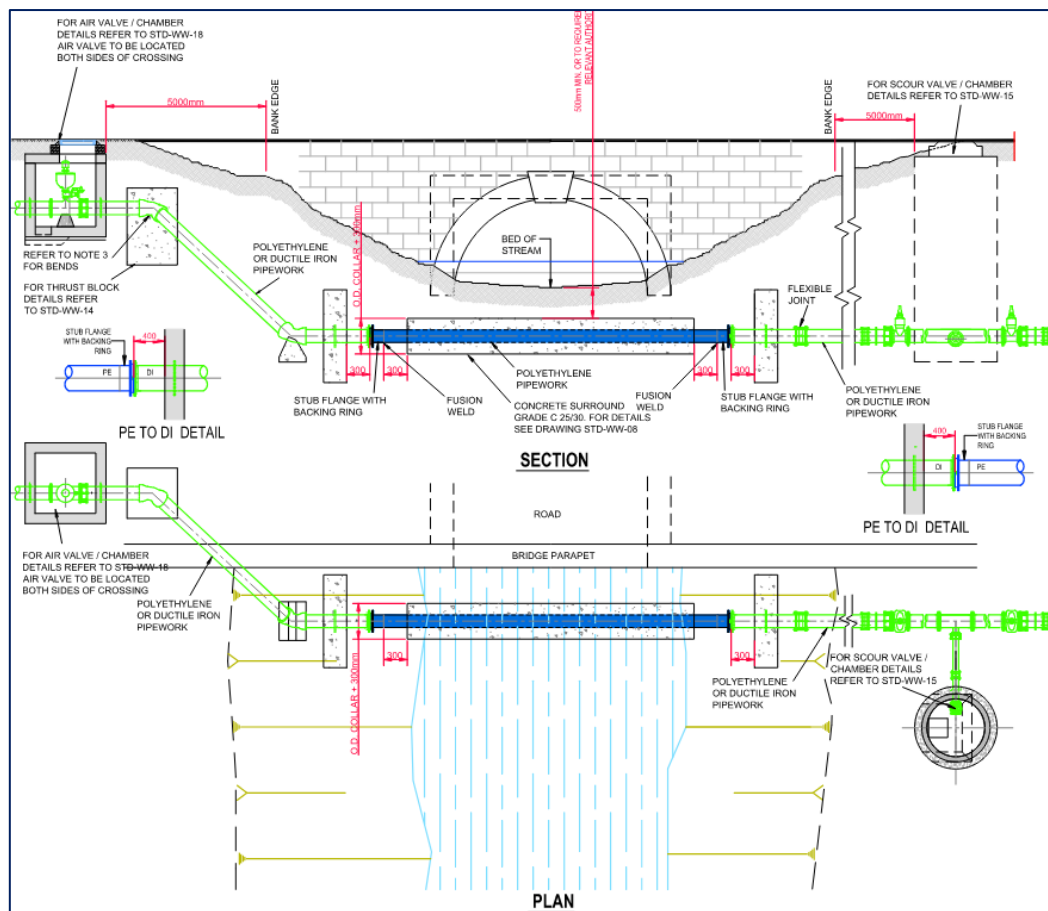 FOR AIR VALVE / CHAMBER
DETAILS REFER TO STD-WW-18
AIR VALVE TO BE LOCATED
BOTH SIDES OF CROSSING
5000mm
BANK EDGE
500mm MIN. OR TO REQUIRE
RELEVANT AUTHORI
BANK EDGE
FOR SCOUR VALVE / CHAMBER
DETAILS REFER TO STD-WW-15
5000mm
REFER TO NOTE 3
FOR BENDS
POLYETHYLENE
OR DUCTILE IRON
PIPEWORK
O.D. COLLAR + 300mm
BED OF
STREAM
FOR THRUST BLOCK
DETAILS REFER
TO STD-WW-14
FLEXIBLE
JOINT
STUB FLANGE
WITH BACKING
RING
400
PE
DI
PE TO DI DETAIL
300
300
300
300
STUB FLANGE WITH
BACKING RING
FUSION
WELD
POLYETHYLENE
PIPEWORK
CONCRETE SURROUND
GRADE C 25/30. FOR DETAILS
SEE DRAWING STD-WW-08
FUSION
WELD
STUB FLANGE WITH
BACKING RING
POLYETHYLENE
OR DUCTILE IRON
PIPEWORK
SECTION
400
STUB FLANGE
WITH BACKING
RING
DI
PE
PE TO DI DETAIL
ROAD
BRIDGE PARAPET
FOR AIR VALVE / CHAMBER
DETAILS REFER TO STD-WW-18
AIR VALVE TO BE LOCATED
BOTH SIDES OF CROSSING
POLYETHYLENE
OR DUCTILE IRON
PIPEWORK
300
300
O.D. COLLAR + 300mm
POLYETHYLENE
OR DUCTILE IRON
PIPEWORK
FOR SCOUR VALVE /
CHAMBER DETAILS
REFER TO STD-WW-15
PLAN